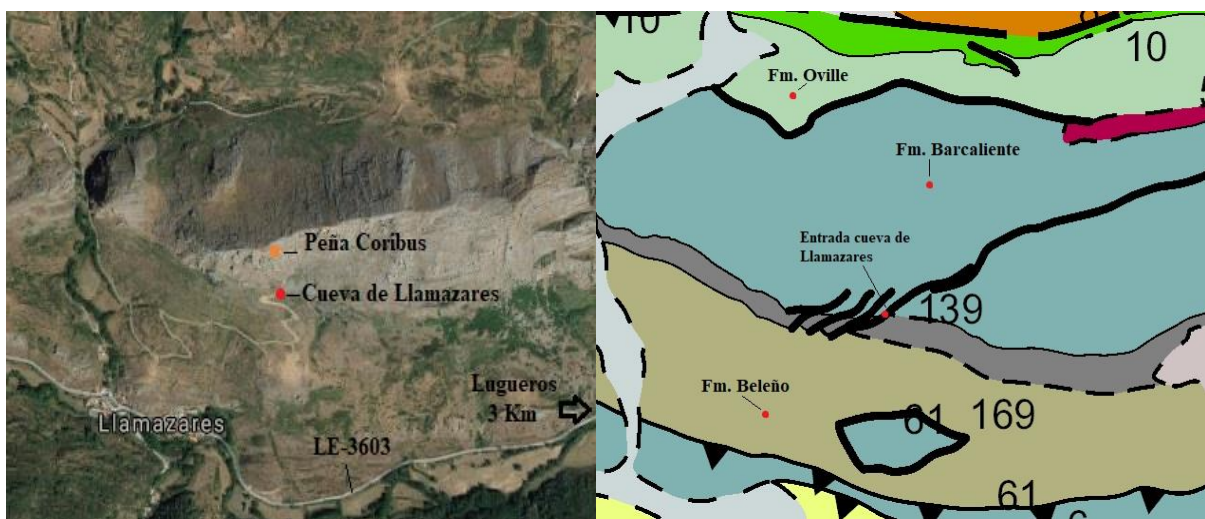 Peña Coribus
Cueva de Llamazares
Lugueros
3 Km
Llamazares
LE-3603
10
10
Fm. Oville
Fm. Barcaliente
Entrada cueva de
Llamazares
139
Fm. Beleño
61
169
61